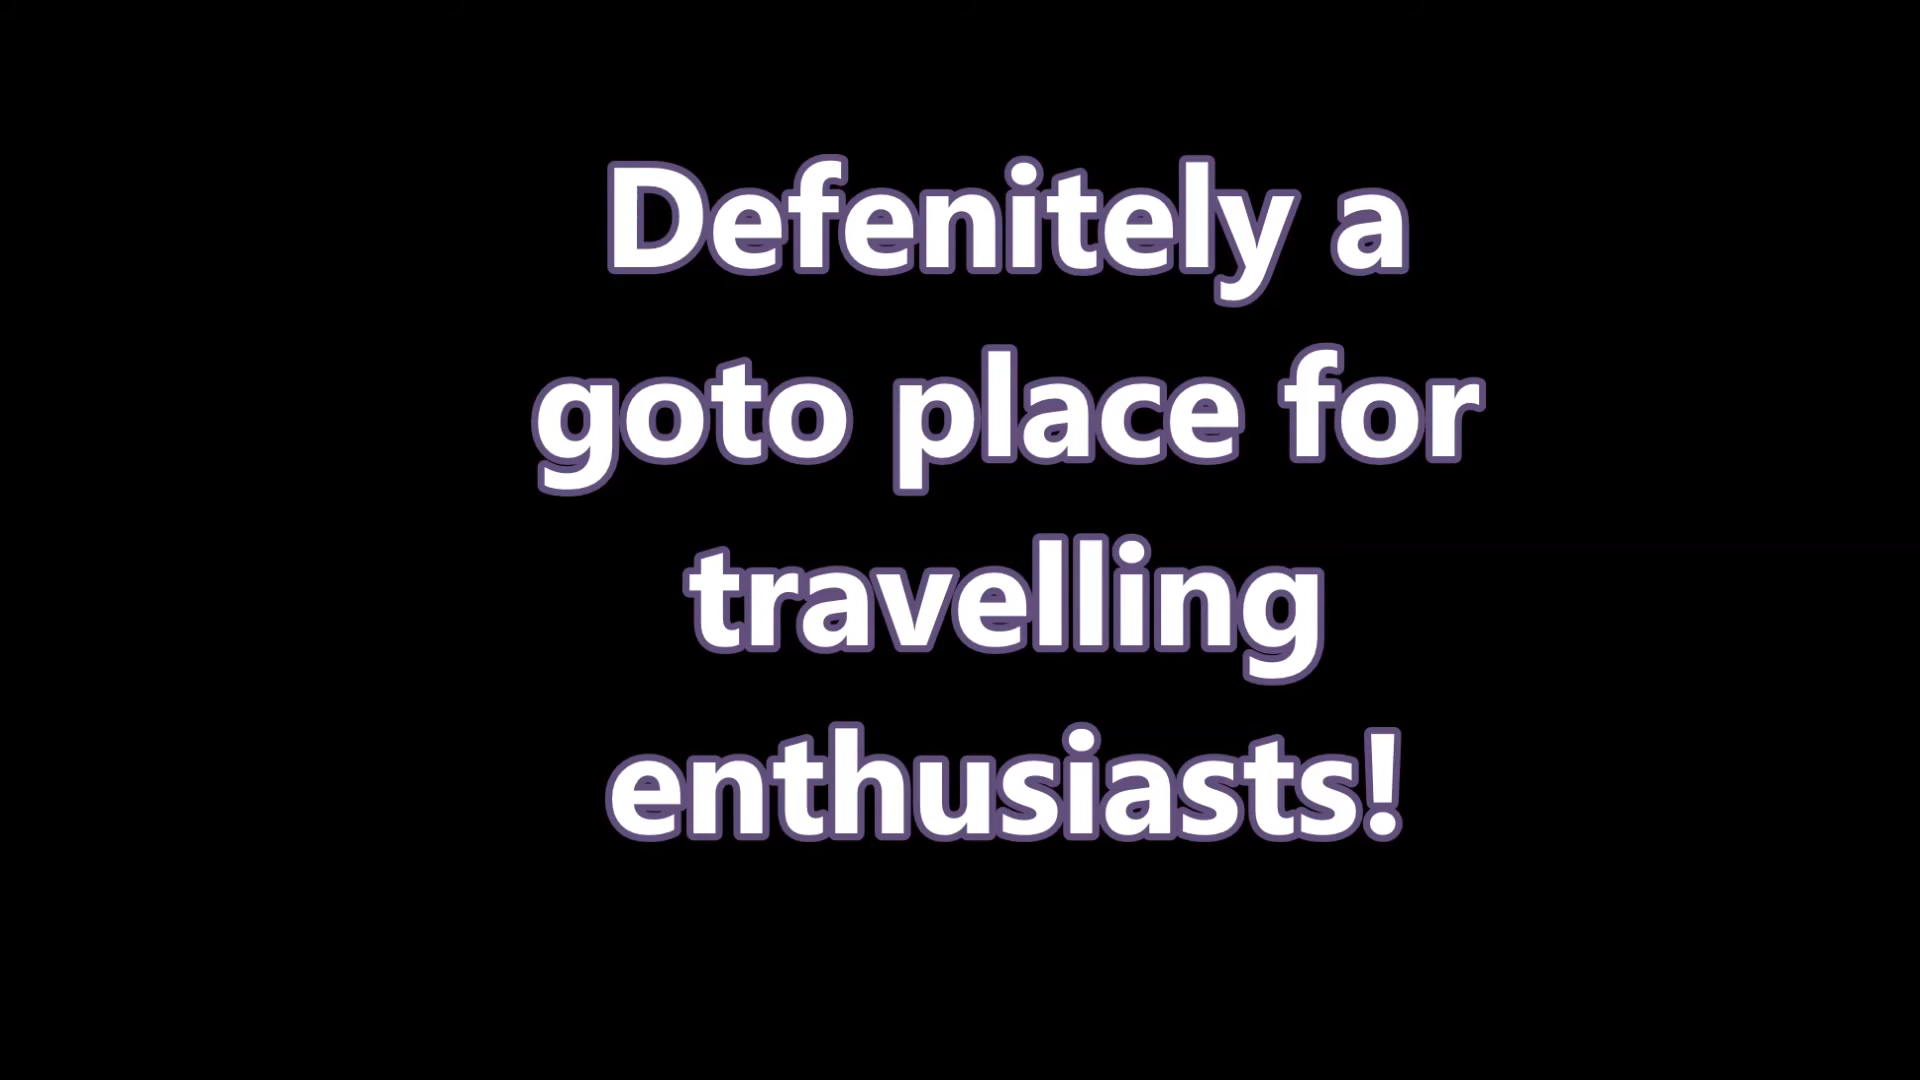 Defenitely a
goto place for
travelling
enthusiasts!